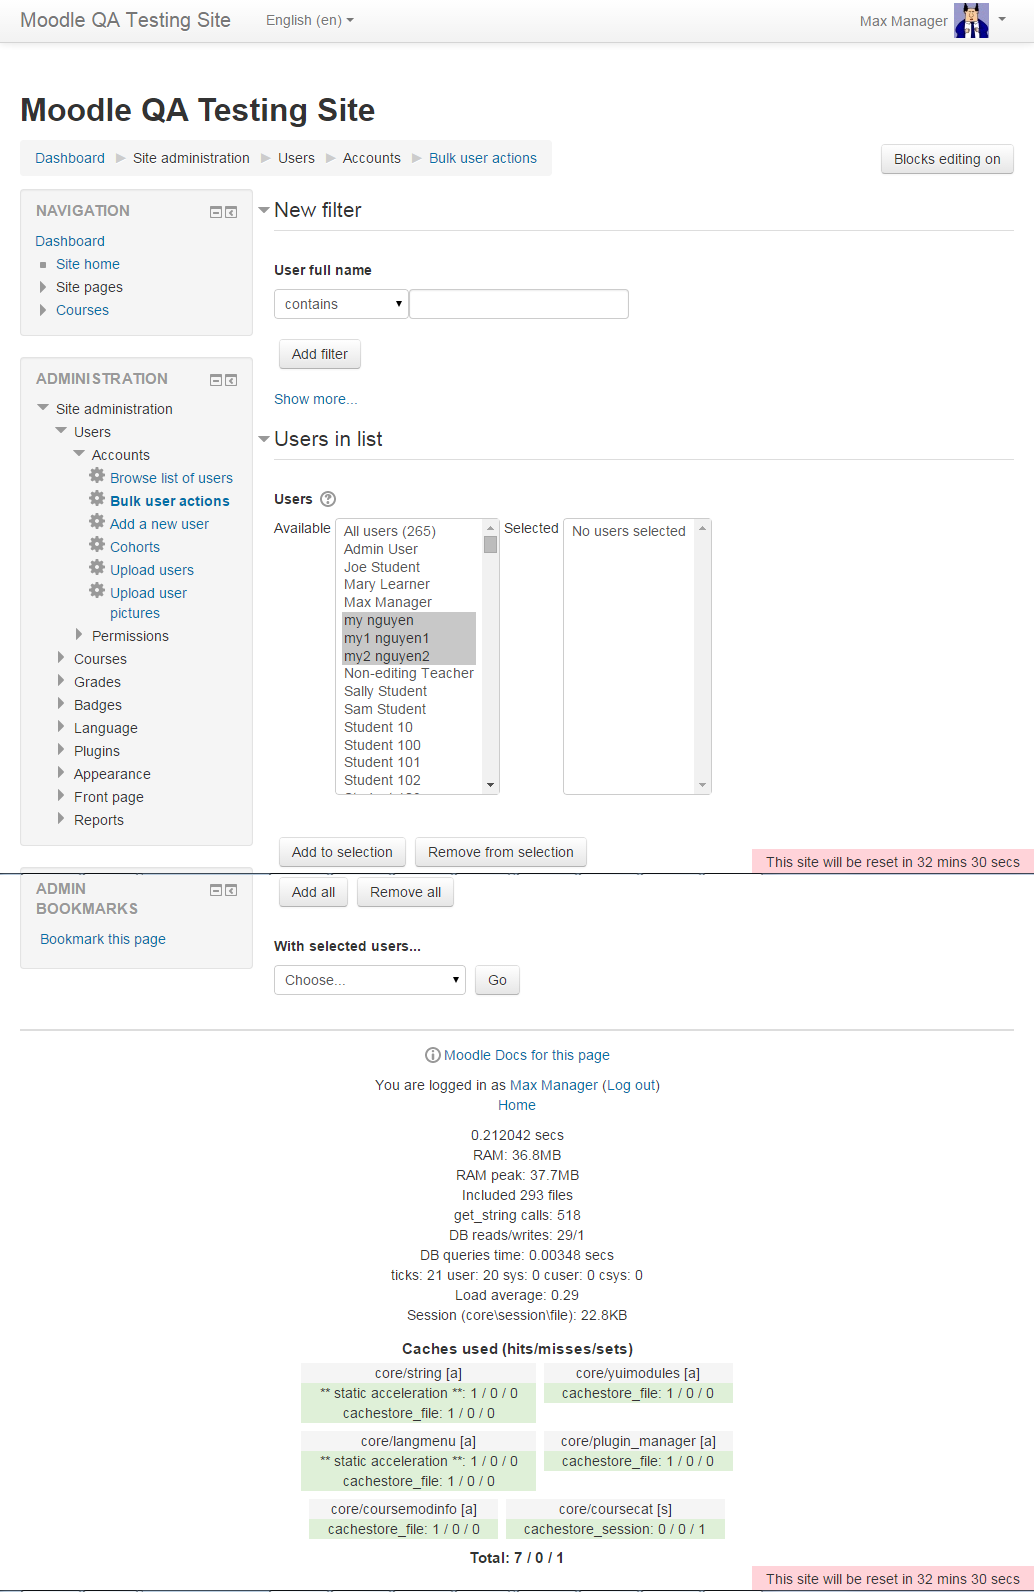 Moodle QA Testing Site English (en) Max Manager
Moodle QA Testing Site
Dashboard Site administration Users Accounts Bulk user actions
Blocks editing on
NAVIGATION
Dashboard
Site home
Site pages
Courses
ADMINISTRATION
Site administration
Users
Accounts
Browse list of users
Bulk user actions
Add a new user
Cohorts
Upload users
Upload user
pictures
Permissions
Courses
Grades
Badges
Language
Plugins
Appearance
Front page
Reports
ADMIN
BOOKMARKS
Bookmark this page
New filter
User full name
contains
Add filter
Show more...
Users in list
Users
Available
All users (265)
Admin User
Joe Student
Mary Learner
Max Manager
my nguyen
my1 nguyen1
my2 nguyen2
Non-editing Teacher
Sally Student
Sam Student
Student 10
Student 100
Student 101
Student 102
Selected
No users selected
Add to selection Remove from selection
This site will be reset in 32 mins 30 secs
Add all Remove all
With selected users...
Choose... Go
Moodle Docs for this page
You are logged in as Max Manager (Log out)
Home
0.212042 secs
RAM: 36.8MB
RAM peak: 37.7MB
Included 293 files
get_string calls: 518
DB reads/writes: 29/1
DB queries time: 0.00348 secs
ticks: 21 user: 20 sys: 0 cuser: 0 csys: 0
Load average: 0.29
Session (core\session\file): 22.8KB
Caches used (hits/misses/sets)
core/string [a]
** static acceleration **: 1 / 0 / 0
cachestore_file: 1 / 0 / 0
core/yuimodules [a]
cachestore_file: 1 / 0 / 0
core/langmenu [a]
** static acceleration **: 1 / 0 / 0
cachestore_file: 1 / 0 / 0
core/plugin_manager [a]
cachestore_file: 1 / 0 / 0
core/coursemodinfo [a]
cachestore_file: 1 / 0 / 0
core/coursecat [s]
cachestore_session: 0 / 0 / 1
Total: 7 / 0 / 1
This site will be reset in 32 mins 30 secs